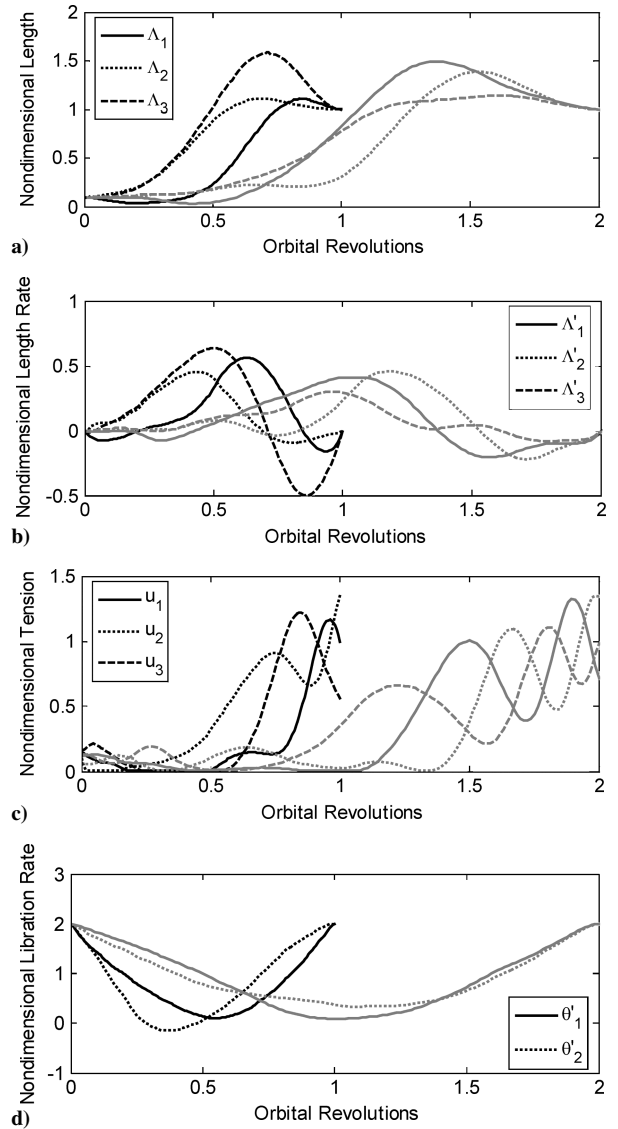 2
1.5
1
0.5
0
Nondimensional Length
Λ1
Λ2
Λ3
0 0.5 1 1.5 2
Orbital Revolutions
a)
1
0.5
0
-0.5
Nondimensional Length Rate
Λ'1
Λ'2
Λ'3
0 0.5 1 1.5 2
Orbital Revolutions
b)
1.5
1
0.5
0
Nondimensional Tension
u1
u2
u3
0 0.5 1 1.5 2
Orbital Revolutions
c)
3
2
1
0
-1
Nondimensional Libration Rate
θ'1
θ'2
0 0.5 1 1.5 2
Orbital Revolutions
d)